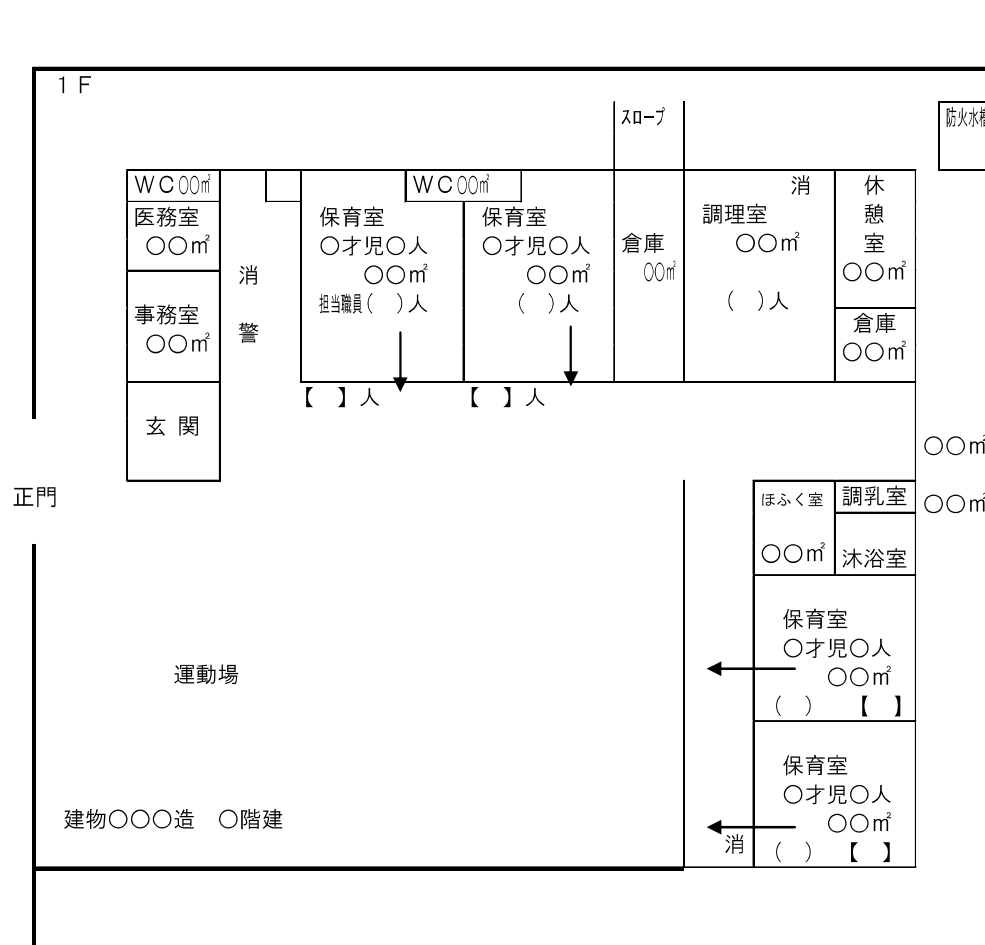 １Ｆ
スロープ
防火水槽
ＷＣ○○㎡
医務室
○○㎡
事務室
○○㎡
玄 関
消
警
保育室
○才児○人
○○㎡
担当職員（　）人
【　】人
ＷＣ○○㎡
保育室
○才児○人
○○㎡
（　）人
【　】人
倉庫
○○㎡
消
調理室
○○㎡
（　）人
休
憩
室
○○㎡
倉庫
○○㎡
○○㎡
○○㎡
正門
ほふく室
○○㎡
調乳室
沐浴室
保育室
○才児○人
○○㎡
（　）　【　】
保育室
○才児○人
○○㎡
（　）　【　】
消
運動場
建物○○○造　○階建